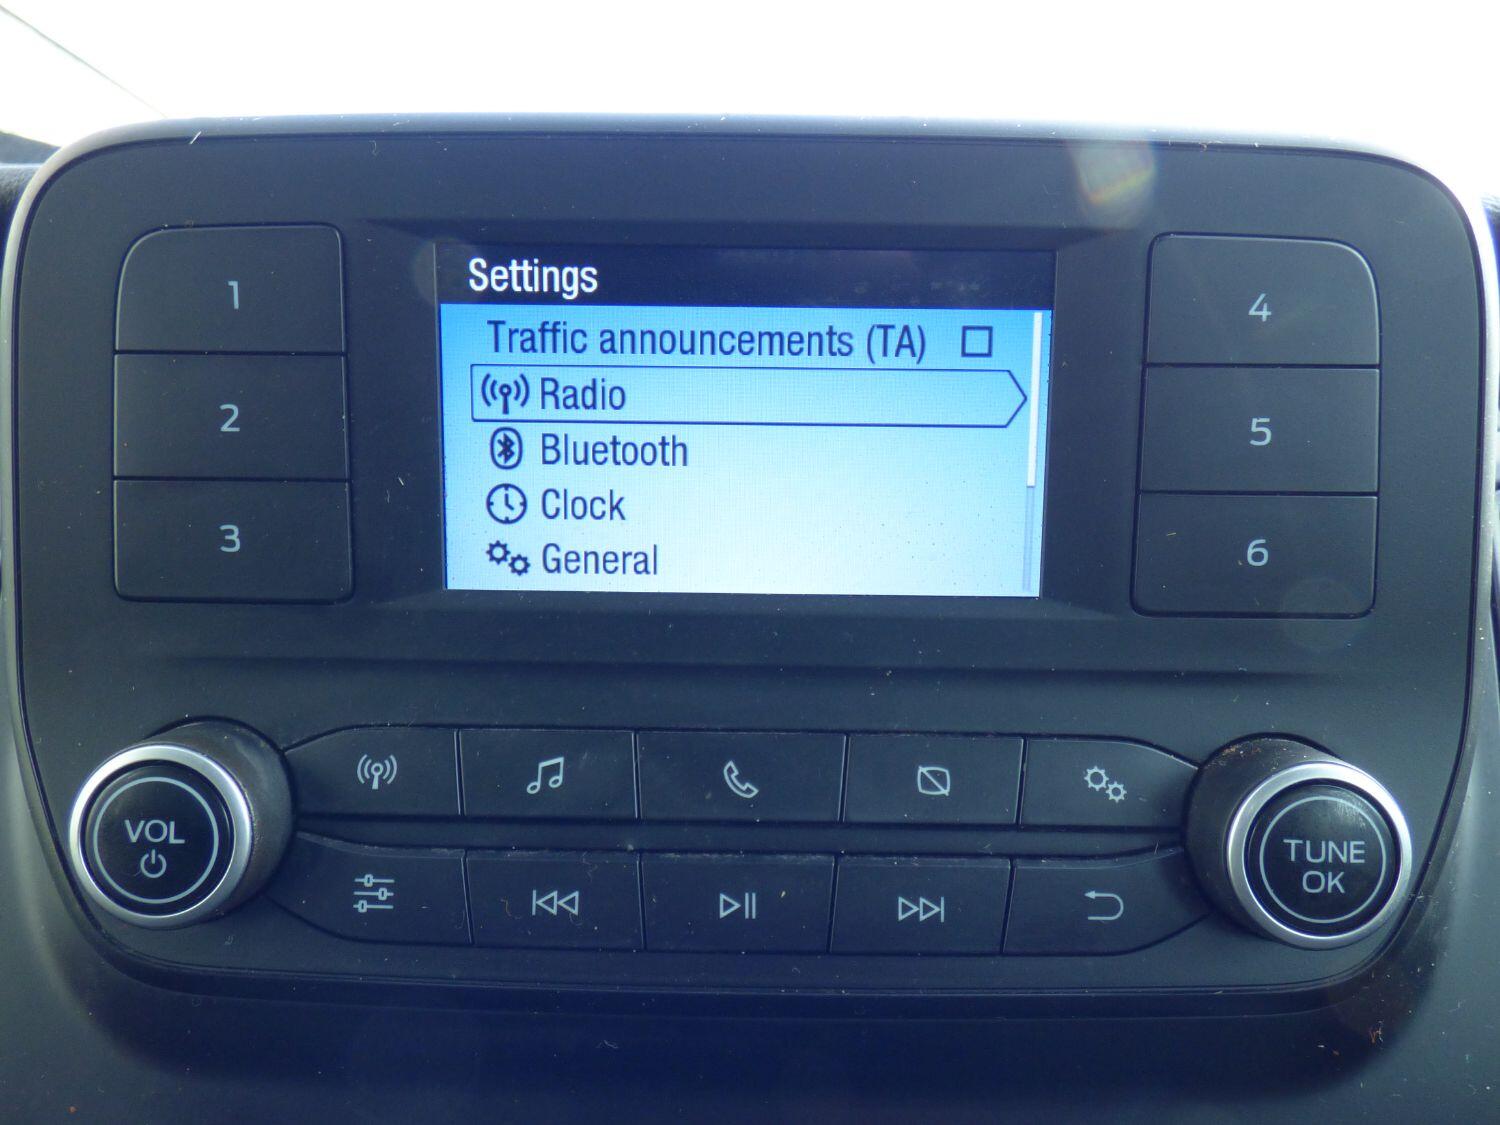 Settings
Traffic announcements (TA)
Radio
Bluetooth
Clock
General
1
2
3
4
5
6
VOL
TUNE
OK